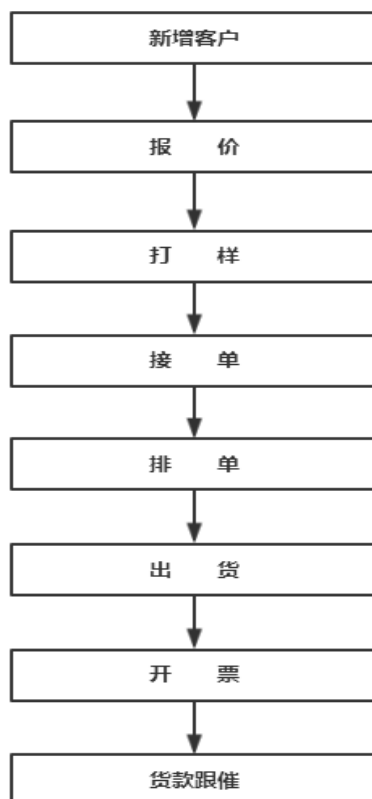 新增客户
报 价
打 样
接 单
排 单
出 货
开 票
货款跟催